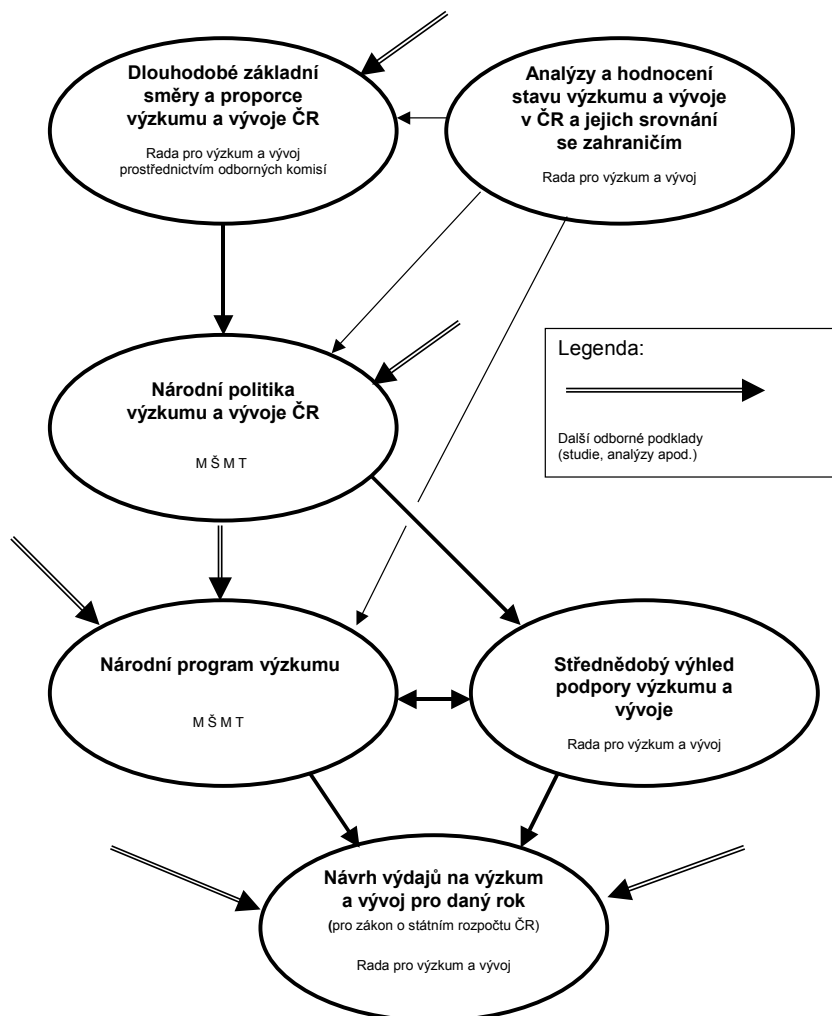 Dlouhodobé základní
směry a proporce
výzkumu a vývoje ČR
Rada pro výzkum a vývoj
prostřednictvím odborných komisí
Analýzy a hodnocení
stavu výzkumu a vývoje
v ČR a jejich srovnání
se zahraničím
Rada pro výzkum a vývoj
Národní politika
výzkumu a vývoje ČR
M Š M T
Legenda:
Další odborné podklady
(studie, analýzy apod.)
Národní program výzkumu
M Š M T
Střednědobý výhled
podpory výzkumu a
vývoje
Rada pro výzkum a vývoj
Návrh výdajů na výzkum
a vývoj pro daný rok
(pro zákon o státním rozpočtu ČR)
Rada pro výzkum a vývoj